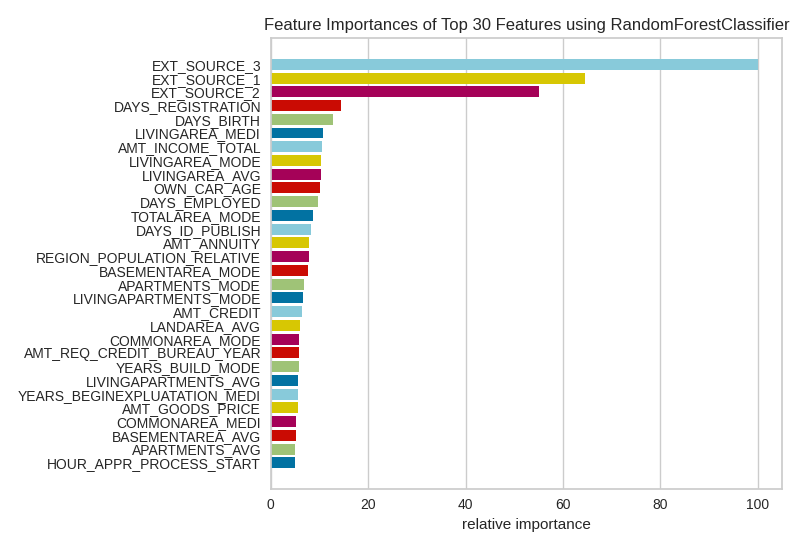 Feature Importances of Top 30 Features using RandomForestClassifier
EXT_SOURCE_3
EXT_SOURCE_1
EXT_SOURCE_2
DAYS_REGISTRATION
DAYS_BIRTH
LIVINGAREA_MEDI
AMT_INCOME_TOTAL
LIVINGAREA_MODE
LIVINGAREA_AVG
OWN_CAR_AGE
DAYS_EMPLOYED
TOTALAREA_MODE
DAYS_ID_PUBLISH
AMT_ANNUITY
REGION_POPULATION_RELATIVE
BASEMENTAREA_MODE
APARTMENTS_MODE
LIVINGAPARTMENTS_MODE
AMT_CREDIT
LANDAREA_AVG
COMMONAREA_MODE
AMT_REQ_CREDIT_BUREAU_YEAR
YEARS_BUILD_MODE
LIVINGAPARTMENTS_AVG
YEARS_BEGINEXPLUATATION_MEDI
AMT_GOODS_PRICE
COMMONAREA_MEDI
BASEMENTAREA_AVG
APARTMENTS_AVG
HOUR_APPR_PROCESS_START
0 20 40 60 80 100
relative importance